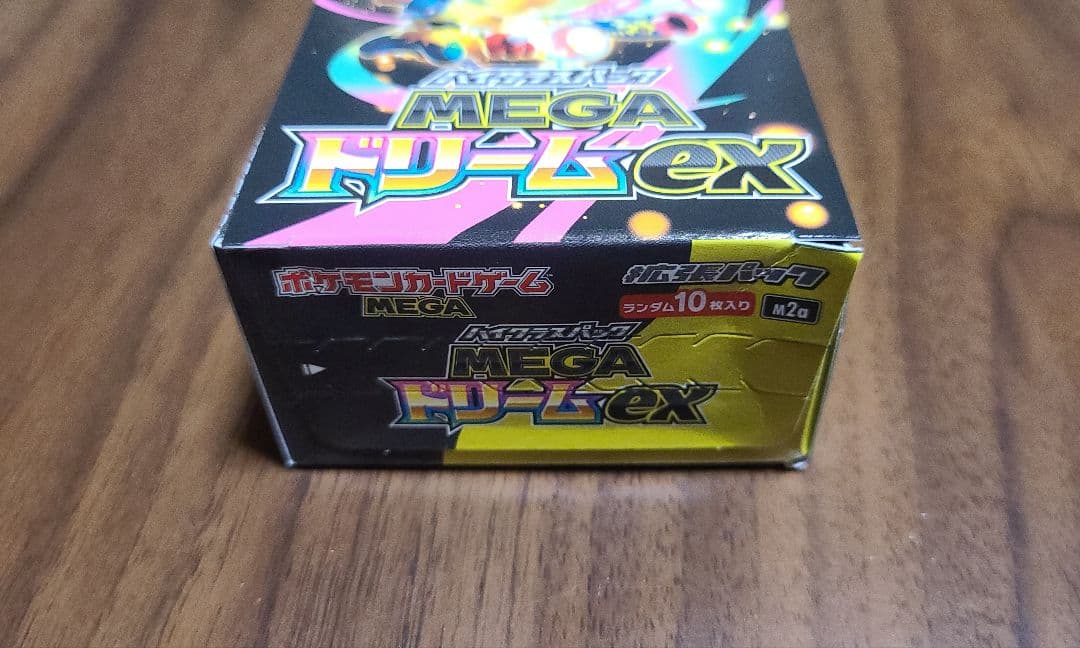 ハイクラスパック
MEGA
ドリームex
ポケモンカードゲーム
MEGA
拡張パック
ランダム10枚入り
M2a
ハイクラスパック
MEGA
ドリームex